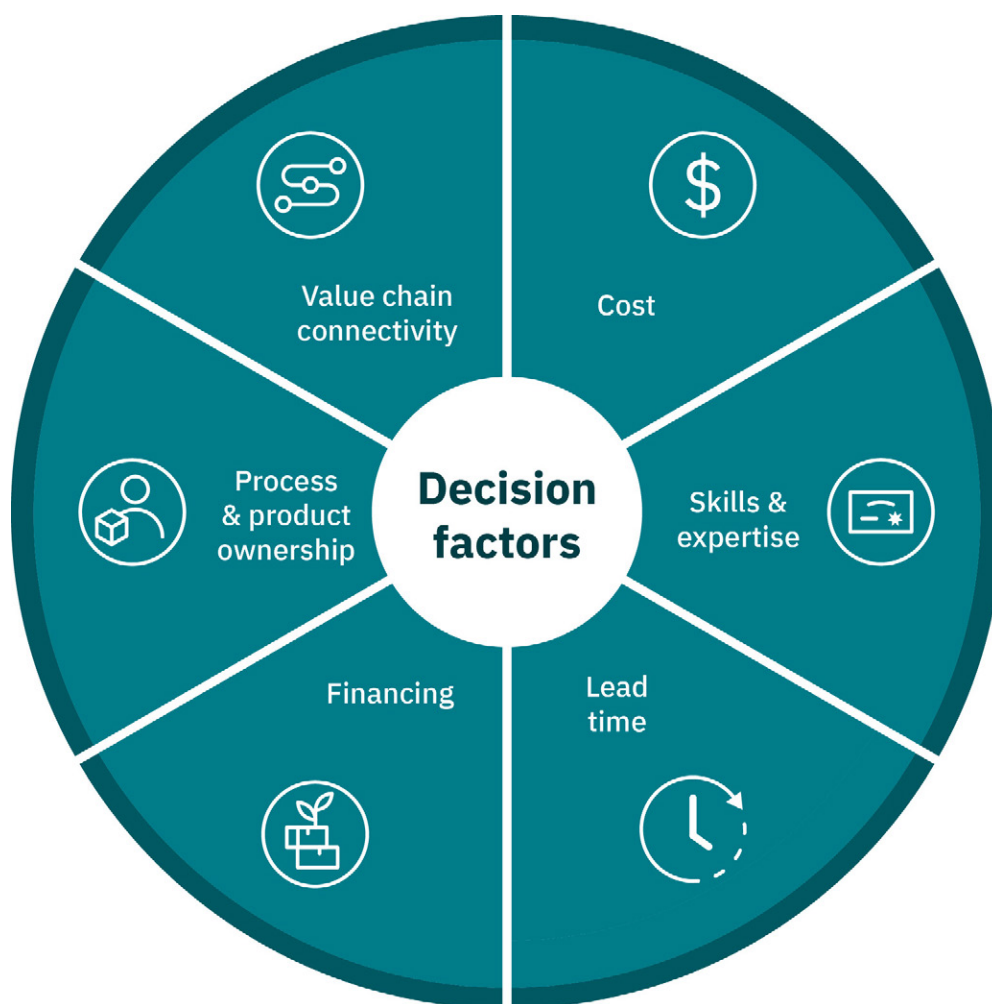 Decision
factors
Cost
Skills &
expertise
Lead
time
Financing
Process
& product
ownership
Value chain
connectivity
$